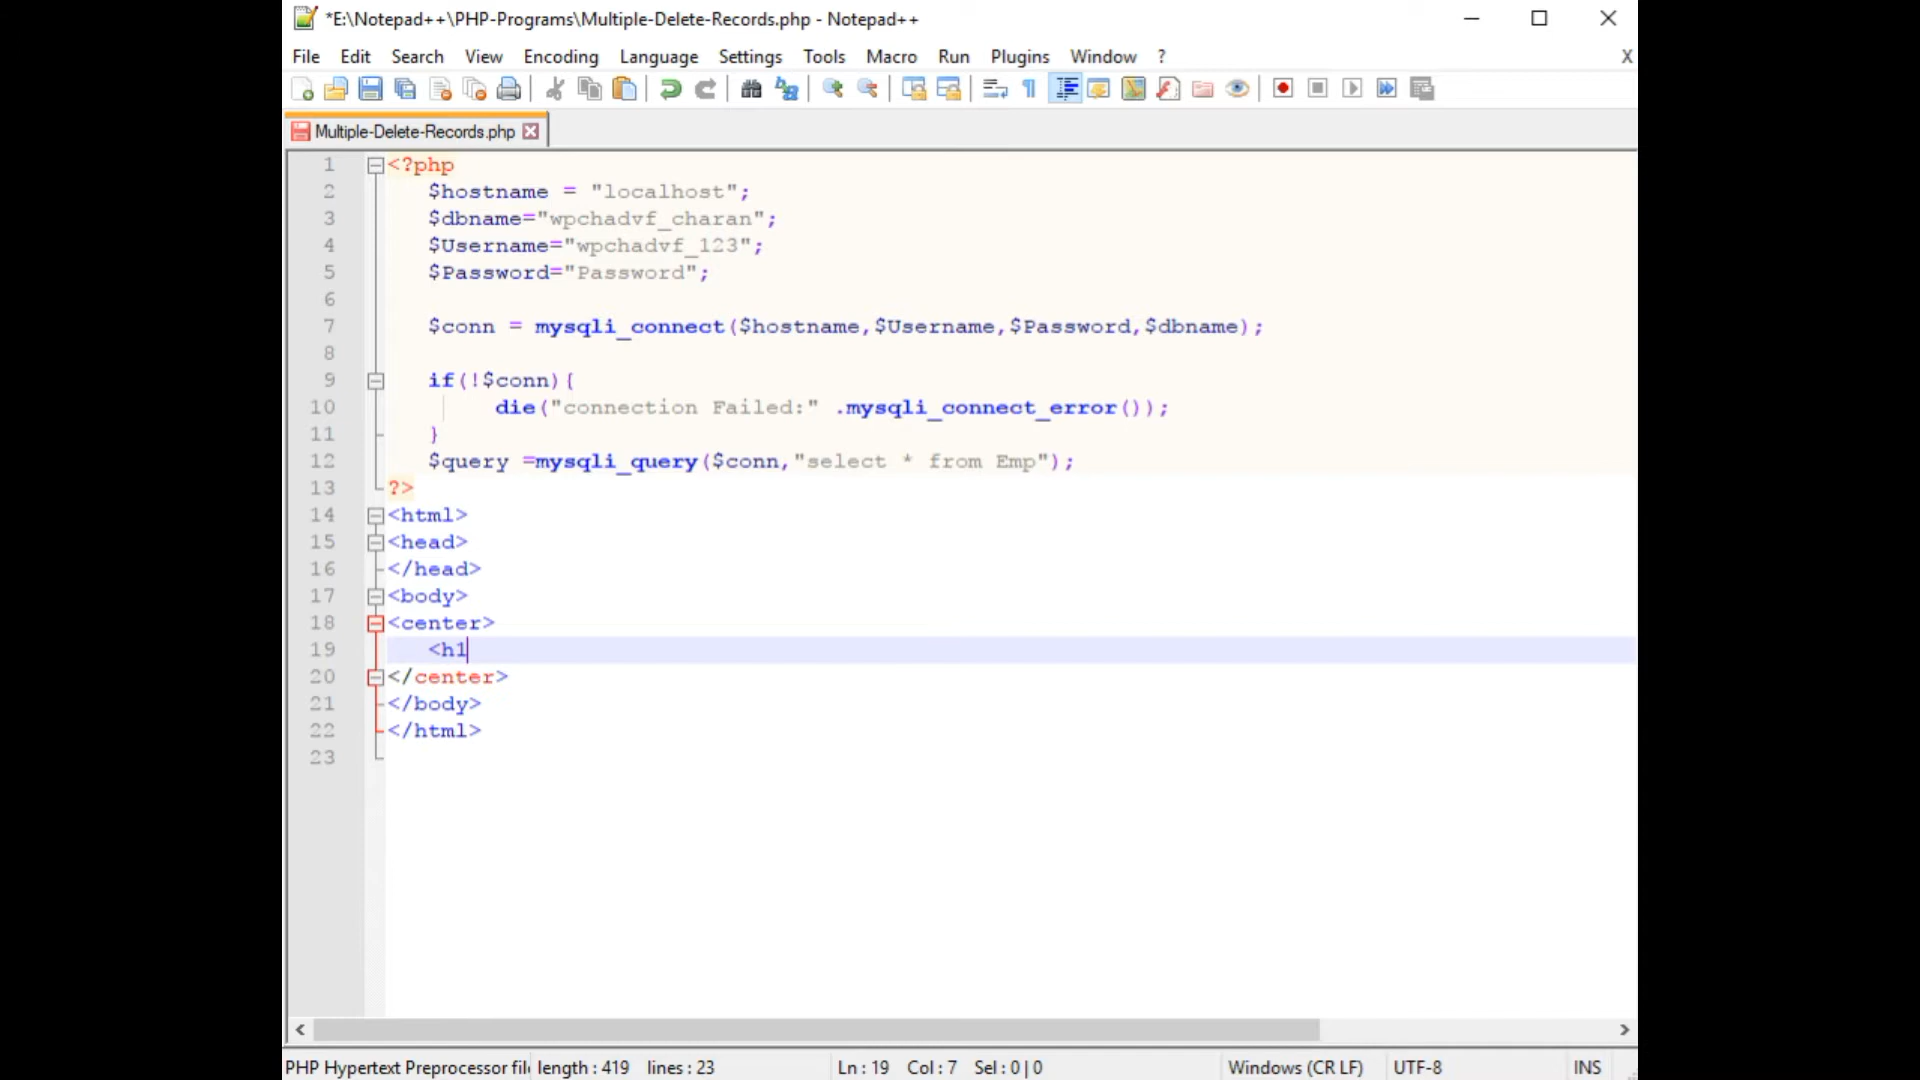 *E:\Notepad++\PHP-Programs\Multiple-Delete-Records.php - Notepad++
File Edit Search View Encoding Language Settings Tools Macro Run Plugins Window ? X
Multiple-Delete-Records.php
1 <?php
2 $hostname = "localhost";
3 $dbname="wpchadvf_charan";
4 $Username="wpchadvf_123";
5 $Password="Password";
6
7 $conn = mysqli_connect($hostname,$Username,$Password,$dbname);
8
9 if(!$conn){
10 die("connection Failed:" .mysqli_connect_error());
11 }
12 $query =mysqli_query($conn,"select * from Emp");
13 ?>
14 <html>
15 <head>
16 </head>
17 <body>
18 <center>
19 <h1
20 </center>
21 </body>
22 </html>
23
PHP Hypertext Preprocessor fil length : 419 lines : 23 Ln : 19 Col : 7 Sel : 0 | 0 Windows (CR LF) UTF-8 INS